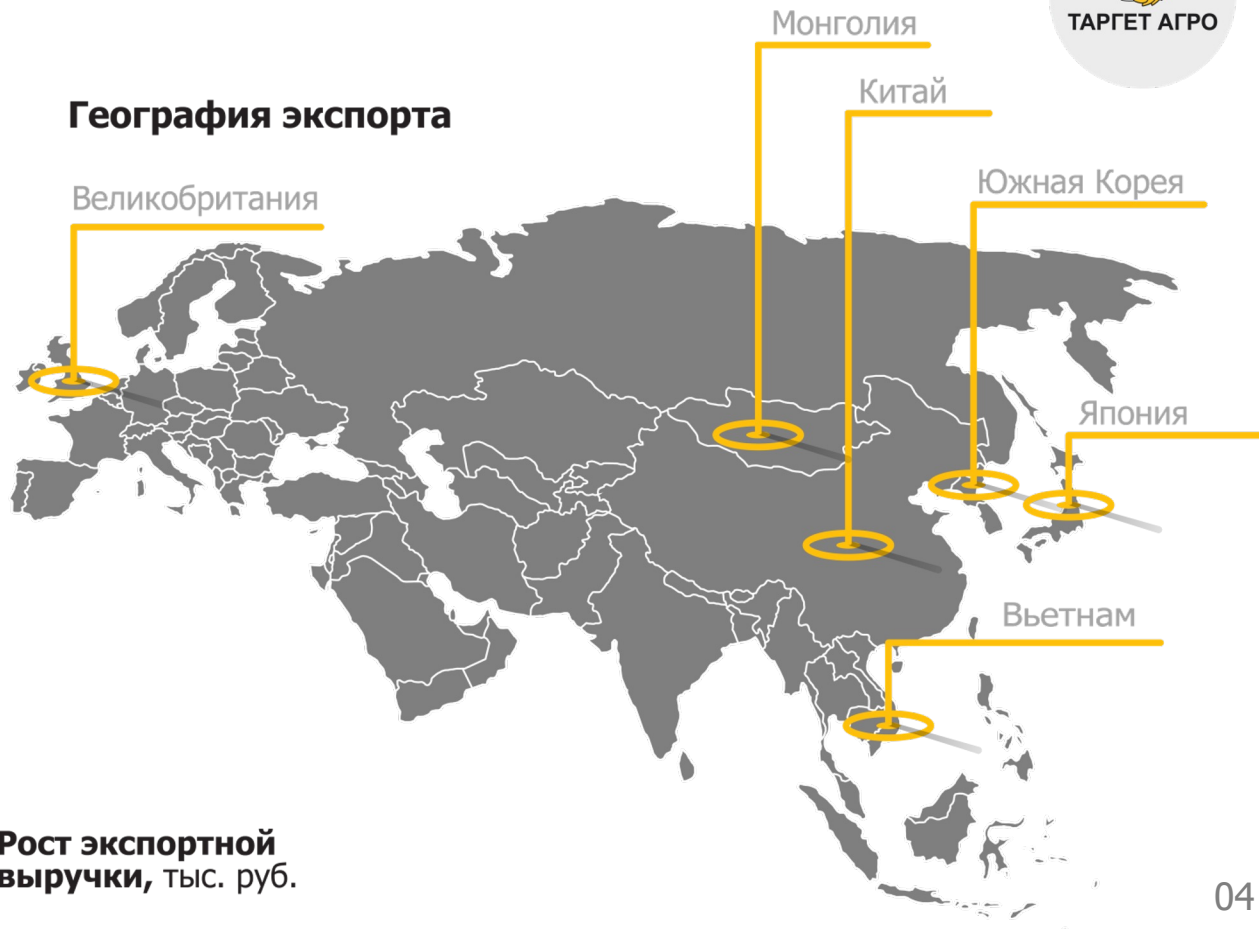 ТАРГЕТ АГРО
Монголия
Китай
География экспорта
Южная Корея
Великобритания
Япония
Вьетнам
Рост экспортной
выручки, тыс. руб.
04